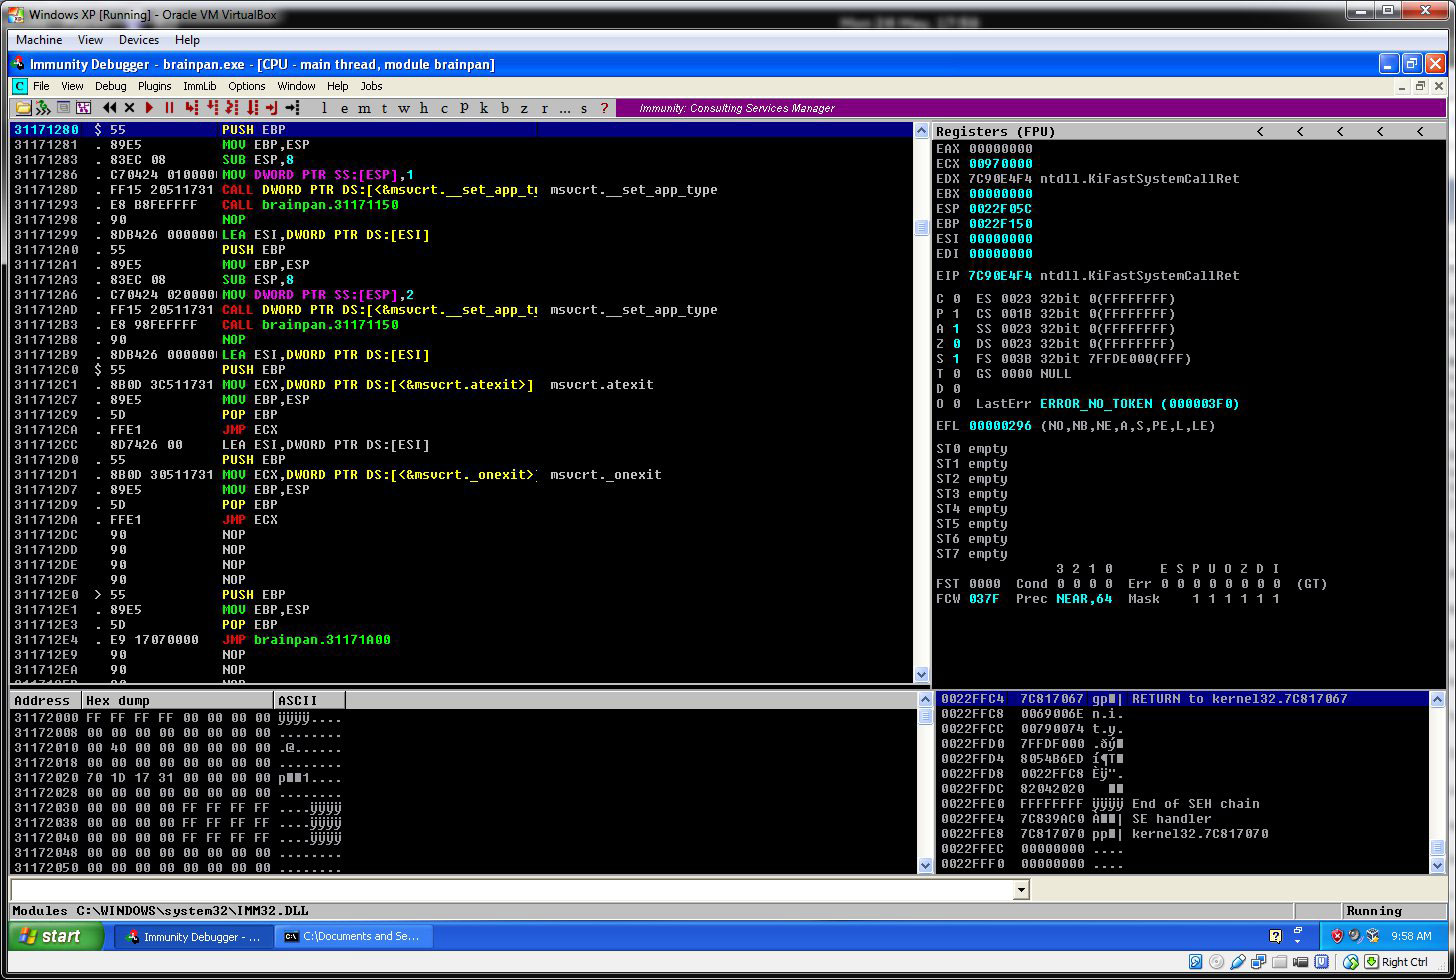 Windows XP [Running] - Oracle VM VirtualBox
Machine View Devices Help
Immunity Debugger - brainpan.exe - [CPU - main thread, module brainpan]
C File View Debug Plugins ImmLib Options Window Help Jobs
l e m t w h c p k b z r ... s ? Immunity: Consulting Services Manager
31171280 $ 55 PUSH EBP
31171281 . 89E5 MOV EBP,ESP
31171283 . 83EC 08 SUB ESP,8
31171286 . C70424 0100000 MOV DWORD PTR SS:[ESP],1
3117128D . FF15 20511731 CALL DWORD PTR DS:[<&msvcrt.__set_app_ty msvcrt.__set_app_type
31171293 . E8 B8FEFFFF CALL brainpan.31171150
31171298 . 90 NOP
31171299 . 8DB426 000000 LEA ESI,DWORD PTR DS:[ESI]
311712A0 . 55 PUSH EBP
311712A1 . 89E5 MOV EBP,ESP
311712A3 . 83EC 08 SUB ESP,8
311712A6 . C70424 020000 MOV DWORD PTR SS:[ESP],2
311712AD . FF15 20511731 CALL DWORD PTR DS:[<&msvcrt.__set_app_ty msvcrt.__set_app_type
311712B3 . E8 98FEFFFF CALL brainpan.31171150
311712B8 . 90 NOP
311712B9 . 8DB426 000000 LEA ESI,DWORD PTR DS:[ESI]
311712C0 $ 55 PUSH EBP
311712C1 . 8B0D 3C511731 MOV ECX,DWORD PTR DS:[<&msvcrt.atexit>] msvcrt.atexit
311712C7 . 89E5 MOV EBP,ESP
311712C9 . 5D POP EBP
311712CA . FFE1 JMP ECX
311712CC 8D7426 00 LEA ESI,DWORD PTR DS:[ESI]
311712D0 . 55 PUSH EBP
311712D1 . 8B0D 30511731 MOV ECX,DWORD PTR DS:[<&msvcrt._onexit>] msvcrt._onexit
311712D7 . 89E5 MOV EBP,ESP
311712D9 . 5D POP EBP
311712DA . FFE1 JMP ECX
311712DC 90 NOP
311712DD 90 NOP
311712DE 90 NOP
311712DF 90 NOP
311712E0 > 55 PUSH EBP
311712E1 . 89E5 MOV EBP,ESP
311712E3 . 5D POP EBP
311712E4 . E9 17070000 JMP brainpan.31171A00
311712E9 90 NOP
311712EA 90 NOP
Registers (FPU) < < < < <
EAX 00000000
ECX 00970000
EDX 7C90E4F4 ntdll.KiFastSystemCallRet
EBX 00000000
ESP 0022F05C
EBP 0022F150
ESI 00000000
EDI 00000000
EIP 7C90E4F4 ntdll.KiFastSystemCallRet
C 0 ES 0023 32bit 0(FFFFFFFF)
P 1 CS 001B 32bit 0(FFFFFFFF)
A 1 SS 0023 32bit 0(FFFFFFFF)
Z 0 DS 0023 32bit 0(FFFFFFFF)
S 1 FS 003B 32bit 7FFDE000(FFF)
T 0 GS 0000 NULL
D 0
O 0 LastErr ERROR_NO_TOKEN (000003F0)
EFL 00000296 (NO,NB,NE,A,S,PE,L,LE)
ST0 empty
ST1 empty
ST2 empty
ST3 empty
ST4 empty
ST5 empty
ST6 empty
ST7 empty
3 2 1 0 E S P U O Z D I
FST 0000 Cond 0 0 0 0 Err 0 0 0 0 0 0 0 0 (GT)
FCW 037F Prec NEAR,64 Mask 1 1 1 1 1 1
Address Hex dump ASCII
31172000 FF FF FF FF 00 00 00 00 ÿÿÿÿ....
31172008 00 00 00 00 00 00 00 00 ........
31172010 00 40 00 00 00 00 00 00 .@......
31172018 00 00 00 00 00 00 00 00 ........
31172020 70 1D 17 31 00 00 00 00 p■■1....
31172028 00 00 00 00 00 00 00 00 ........
31172030 00 00 00 00 FF FF FF FF ....ÿÿÿÿ
31172038 00 00 00 00 FF FF FF FF ....ÿÿÿÿ
31172040 00 00 00 00 FF FF FF FF ....ÿÿÿÿ
31172048 00 00 00 00 00 00 00 00 ........
31172050 00 00 00 00 00 00 00 00 ........
0022FFC4 7C817067 gp■| RETURN to kernel32.7C817067
0022FFC8 0069006E n.i.
0022FFCC 00790074 t.y.
0022FFD0 7FFDF000 .ðý■
0022FFD4 8054B6ED í¶T■
0022FFD8 0022FFC8 Èÿ".
0022FFDC 82042020 ■■
0022FFE0 FFFFFFFF ÿÿÿÿ End of SEH chain
0022FFE4 7C839AC0 À■■| SE handler
0022FFE8 7C817070 pp■| kernel32.7C817070
0022FFEC 00000000 ....
0022FFF0 00000000 ....
Modules C:\WINDOWS\system32\IMM32.DLL Running
start Immunity Debugger - ... C:\Documents and Se... 9:58 AM
Right Ctrl